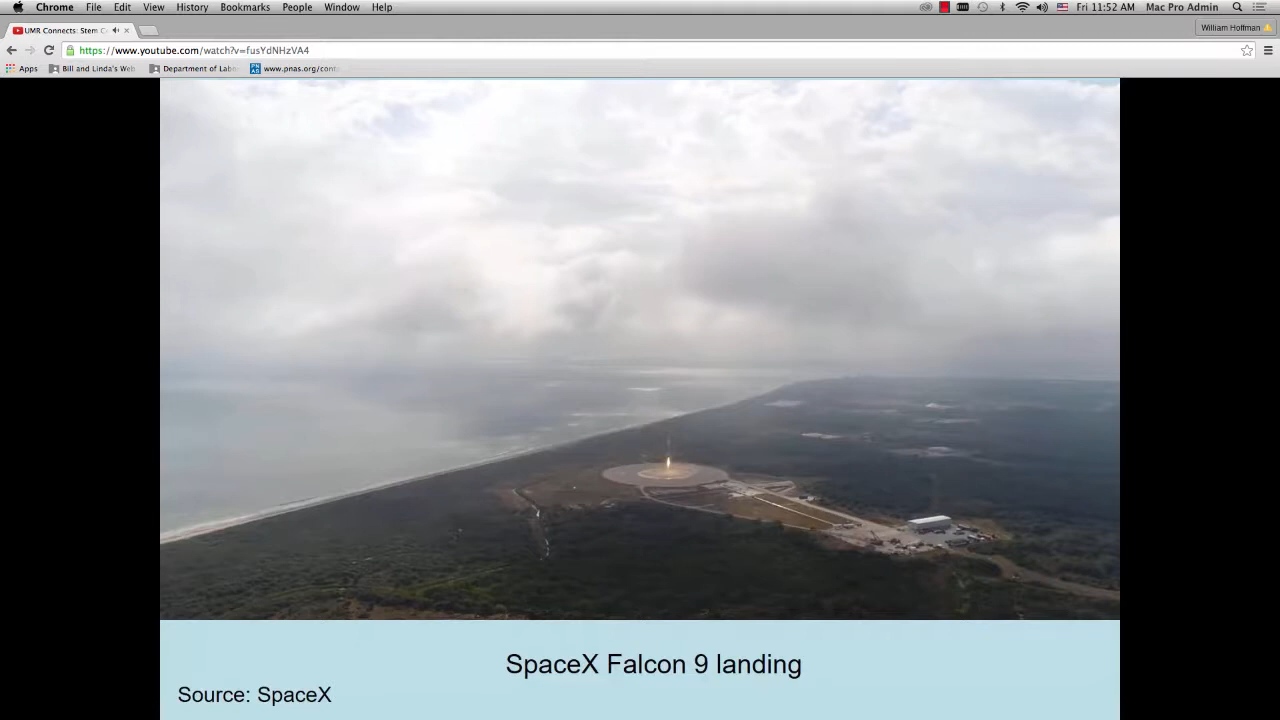 Chrome File Edit View History Bookmarks People Window Help Fri 11:52 AM Mac Pro Admin
UMR Connects: Stem C William Hoffman
https://www.youtube.com/watch?v=fusYdNHzVA4
Apps Bill and Linda's Web Department of Labo PNAS www.pnas.org/cont
SpaceX Falcon 9 landing
Source: SpaceX